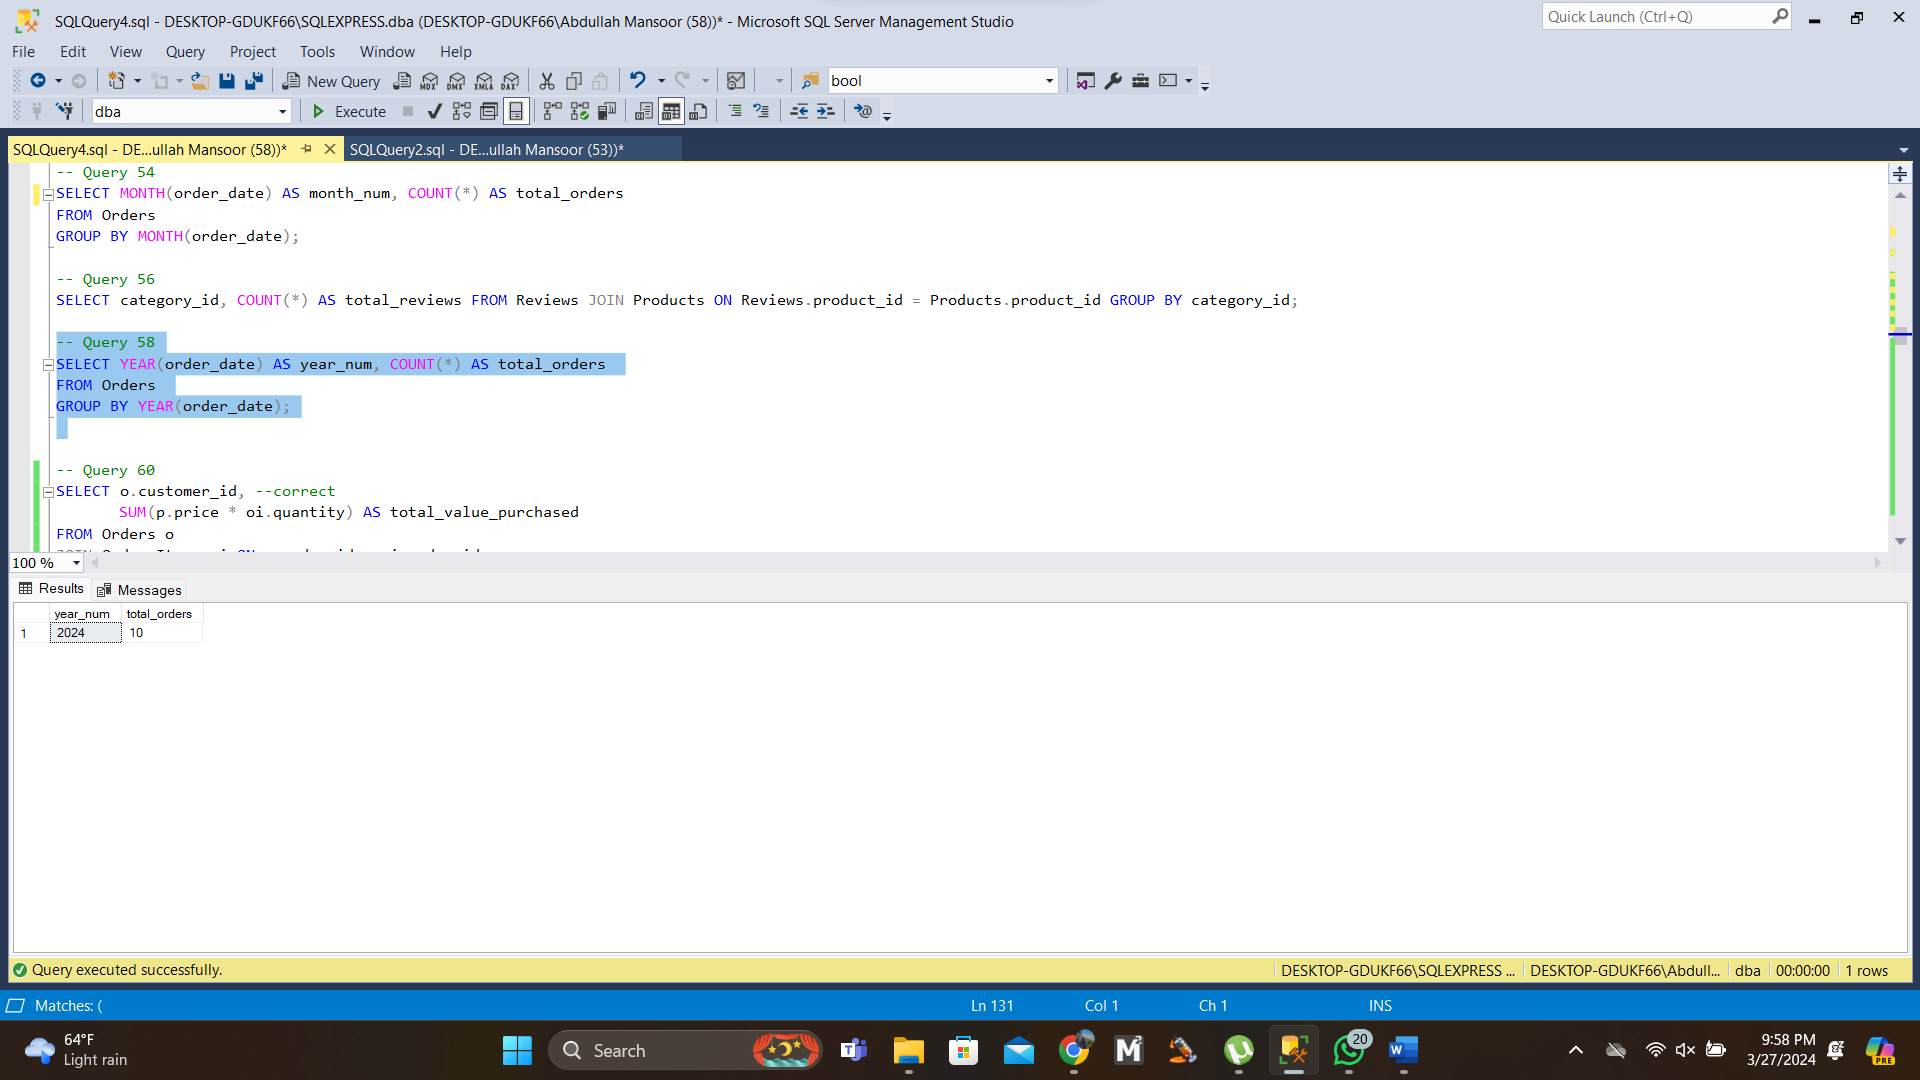 SQLQuery4.sql - DESKTOP-GDUKF66\SQLEXPRESS.dba (DESKTOP-GDUKF66\Abdullah Mansoor (58))* - Microsoft SQL Server Management Studio
Quick Launch (Ctrl+Q)
File Edit View Query Project Tools Window Help
New Query MDX DMX XMLA DAX bool
dba Execute
SQLQuery4.sql - DE...ullah Mansoor (58))* SQLQuery2.sql - DE...ullah Mansoor (53))*
-- Query 54
SELECT MONTH(order_date) AS month_num, COUNT(*) AS total_orders
FROM Orders
GROUP BY MONTH(order_date);
-- Query 56
SELECT category_id, COUNT(*) AS total_reviews FROM Reviews JOIN Products ON Reviews.product_id = Products.product_id GROUP BY category_id;
-- Query 58
SELECT YEAR(order_date) AS year_num, COUNT(*) AS total_orders
FROM Orders
GROUP BY YEAR(order_date);
-- Query 60
SELECT o.customer_id, --correct
SUM(p.price * oi.quantity) AS total_value_purchased
FROM Orders o
100 %
Results Messages
year_num total_orders
1 2024 10
Query executed successfully. DESKTOP-GDUKF66\SQLEXPRESS ... DESKTOP-GDUKF66\Abdull... dba 00:00:00 1 rows
Matches: ( Ln 131 Col 1 Ch 1 INS
64°F
Light rain
Search
20
9:58 PM
3/27/2024
PRE